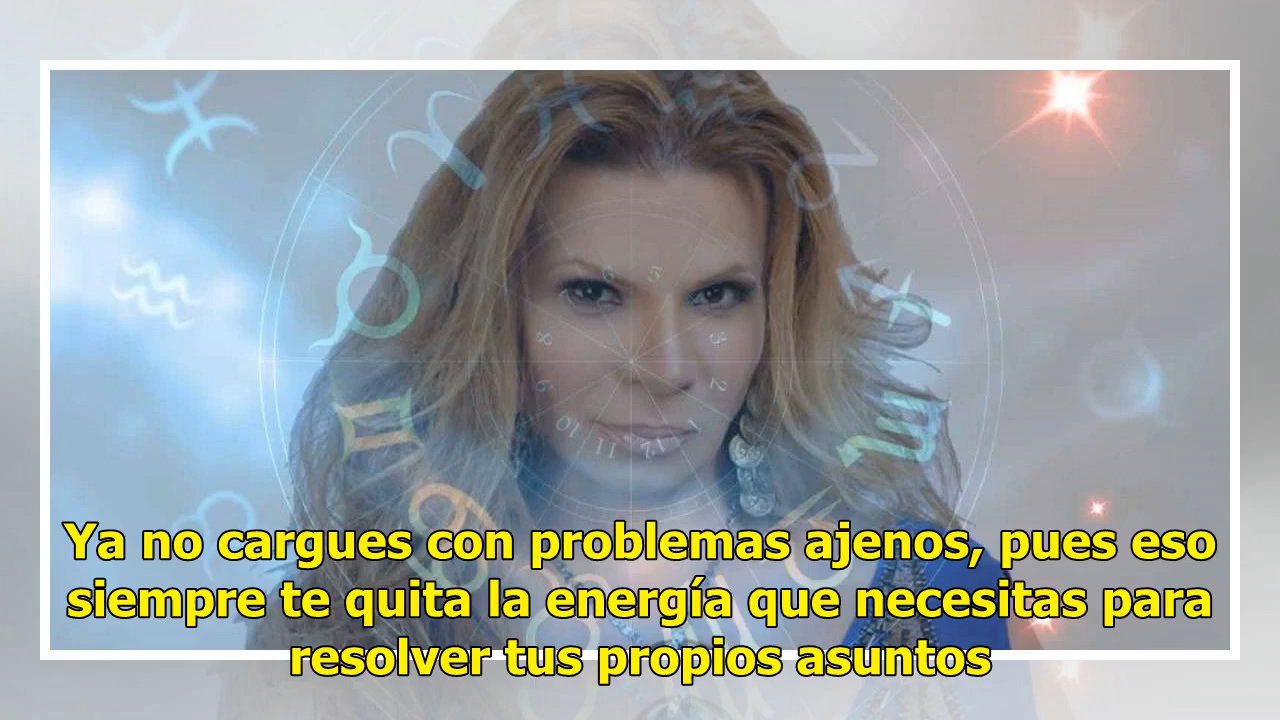 Ya no cargues con problemas ajenos, pues eso
siempre te quita la energía que necesitas para
resolver tus propios asuntos